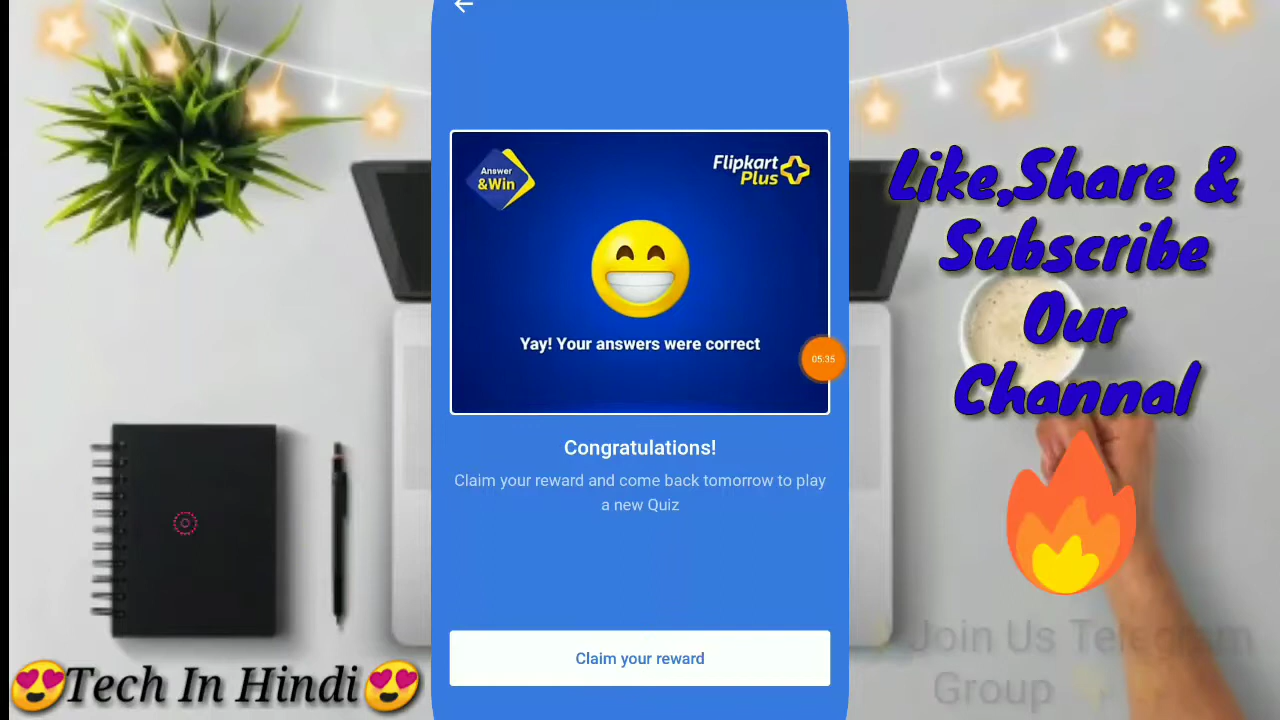 Answer
&Win
Flipkart
Plus
Yay! Your answers were correct
05:35
Congratulations!
Claim your reward and come back tomorrow to play
a new Quiz
Claim your reward
Like,Share &
Subscribe
Our
Channal
Join Us Telegram
Group
Tech In Hindi